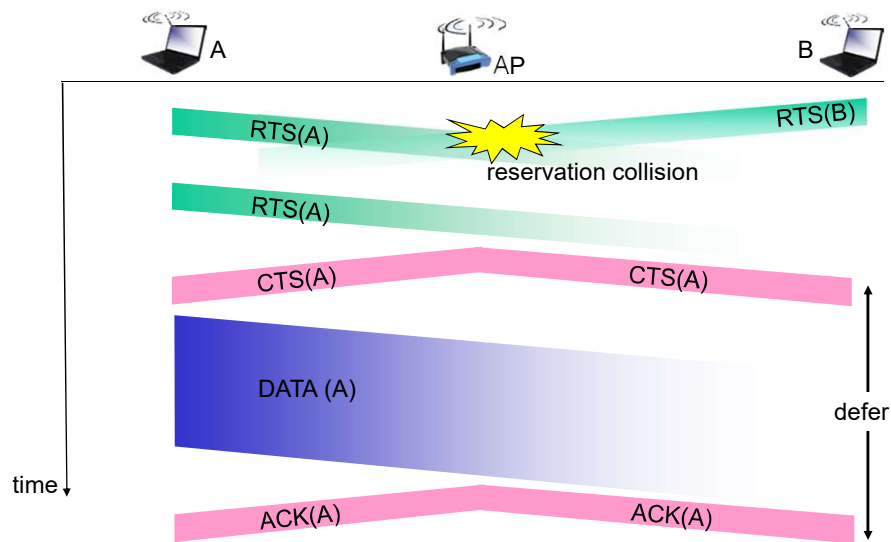 A
AP
B
RTS(A)
RTS(B)
reservation collision
RTS(A)
CTS(A)
CTS(A)
DATA (A)
defer
time
ACK(A)
ACK(A)